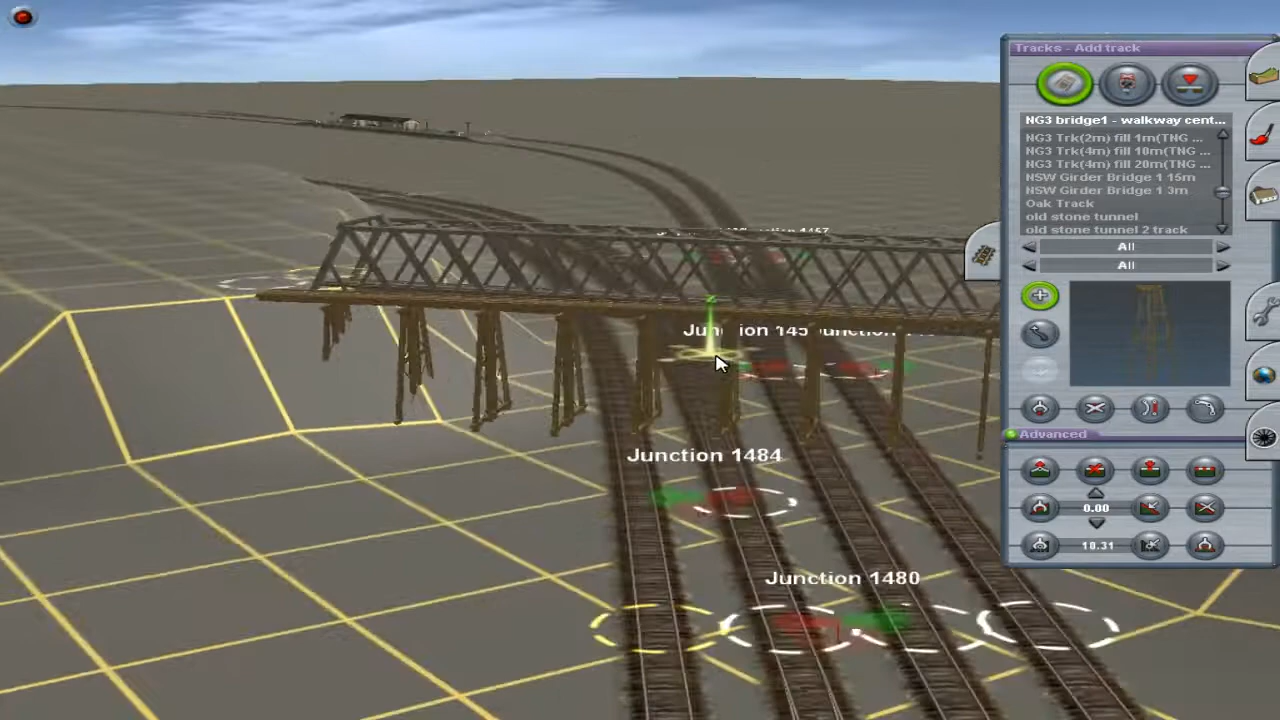 Tracks - Add track
NG3 bridge1 - walkway cent...
NG3 Trk(2m) fill 1m(TNG ...
NG3 Trk(4m) fill 10m(TNG ...
NG3 Trk(4m) fill 20m(TNG ...
NSW Girder Bridge 1 15m
NSW Girder Bridge 1 3m
Oak Track
old stone tunnel
old stone tunnel 2 track
All
All
Advanced
0.00
10.31
Junction 1484
Junction 1480